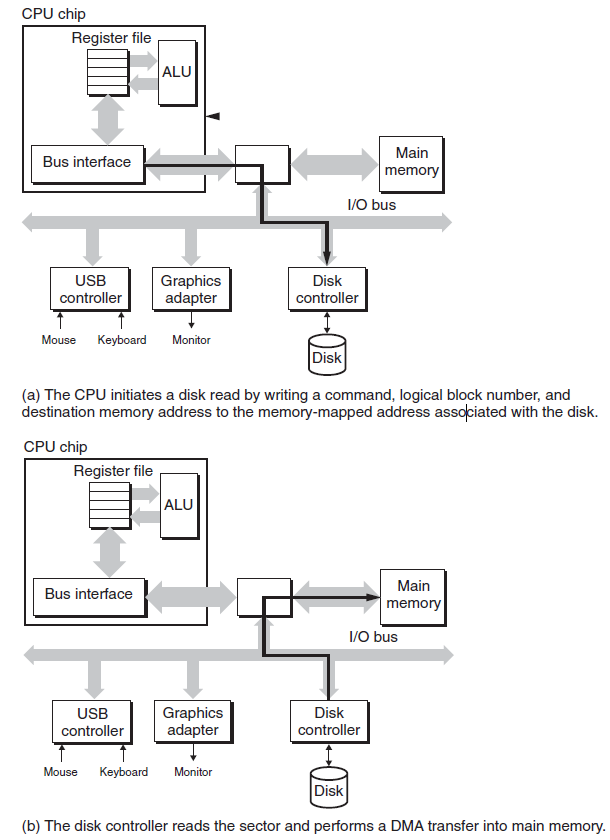 CPU chip
Register file
ALU
Bus interface
Main
memory
I/O bus
USB
controller
Graphics
adapter
Disk
controller
Mouse
Keyboard
Monitor
Disk
(a) The CPU initiates a disk read by writing a command, logical block number, and
destination memory address to the memory-mapped address associated with the disk.
CPU chip
Register file
ALU
Bus interface
Main
memory
I/O bus
USB
controller
Graphics
adapter
Disk
controller
Mouse
Keyboard
Monitor
Disk
(b) The disk controller reads the sector and performs a DMA transfer into main memory.